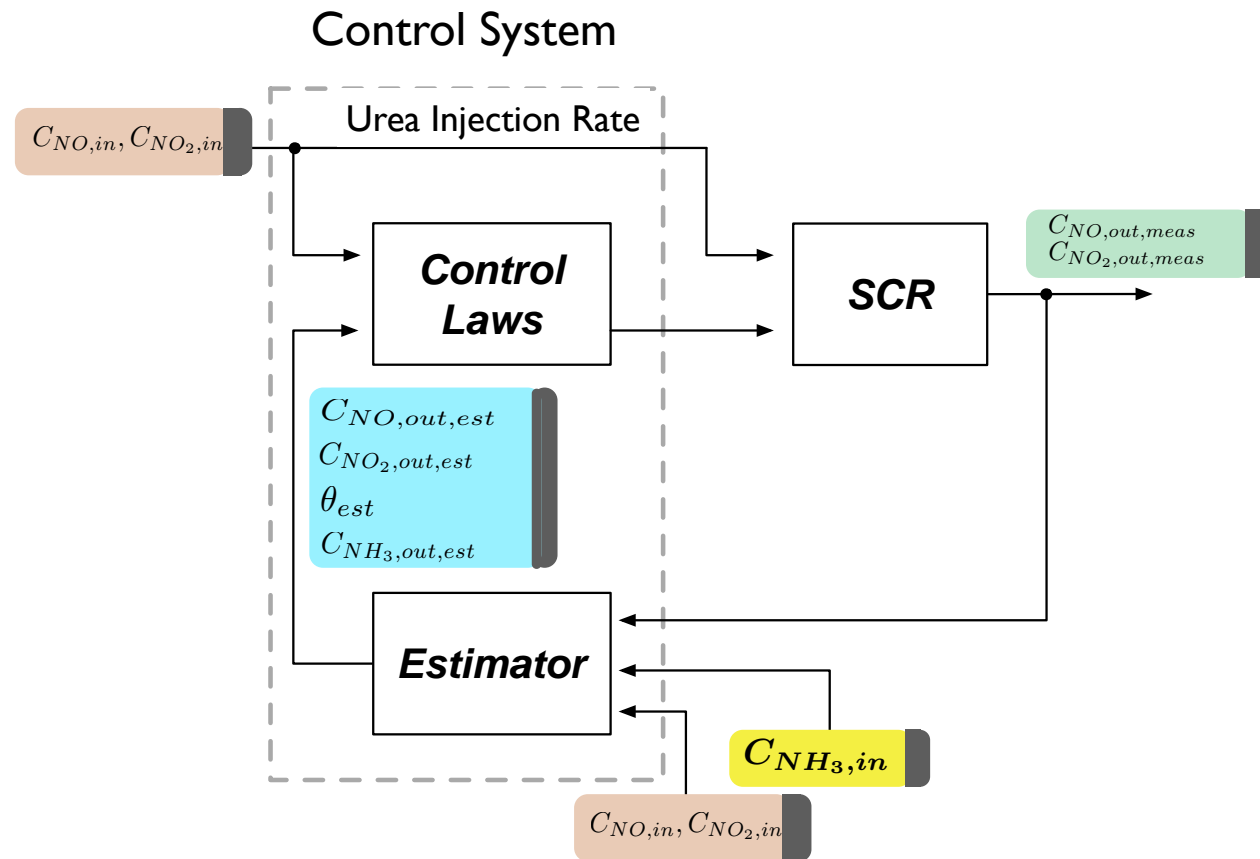 Control System
Urea Injection Rate
C_{NO,in}, C_{NO_2,in}
C_{NO,out,meas}
C_{NO_2,out,meas}
Control
Laws
SCR
C_{NO,out,est}
C_{NO_2,out,est}
θ_{est}
C_{NH_3,out,est}
Estimator
C_{NH_3,in}
C_{NO,in}, C_{NO_2,in}